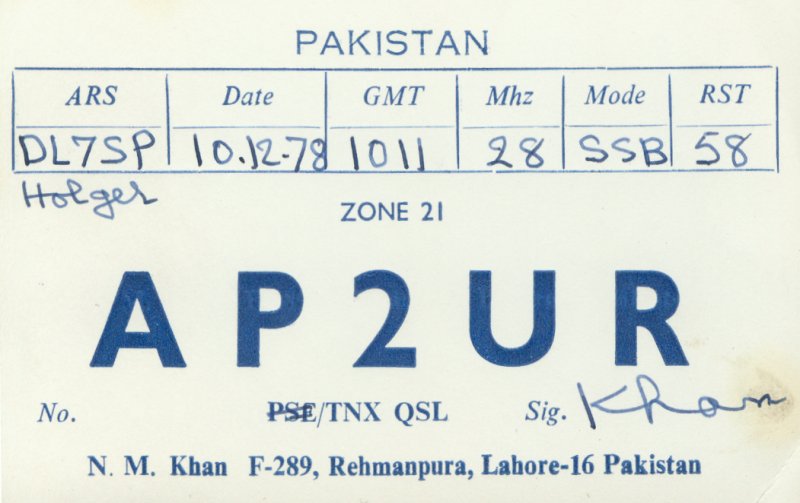 PAKISTAN
ARS Date GMT Mhz Mode RST
DL7SP 10.12-78 1011 28 SSB 58
Holger
ZONE 21
AP2UR
No. PSE/TNX QSL Sig. Khan
N. M. Khan F-289, Rehmanpura, Lahore-16 Pakistan